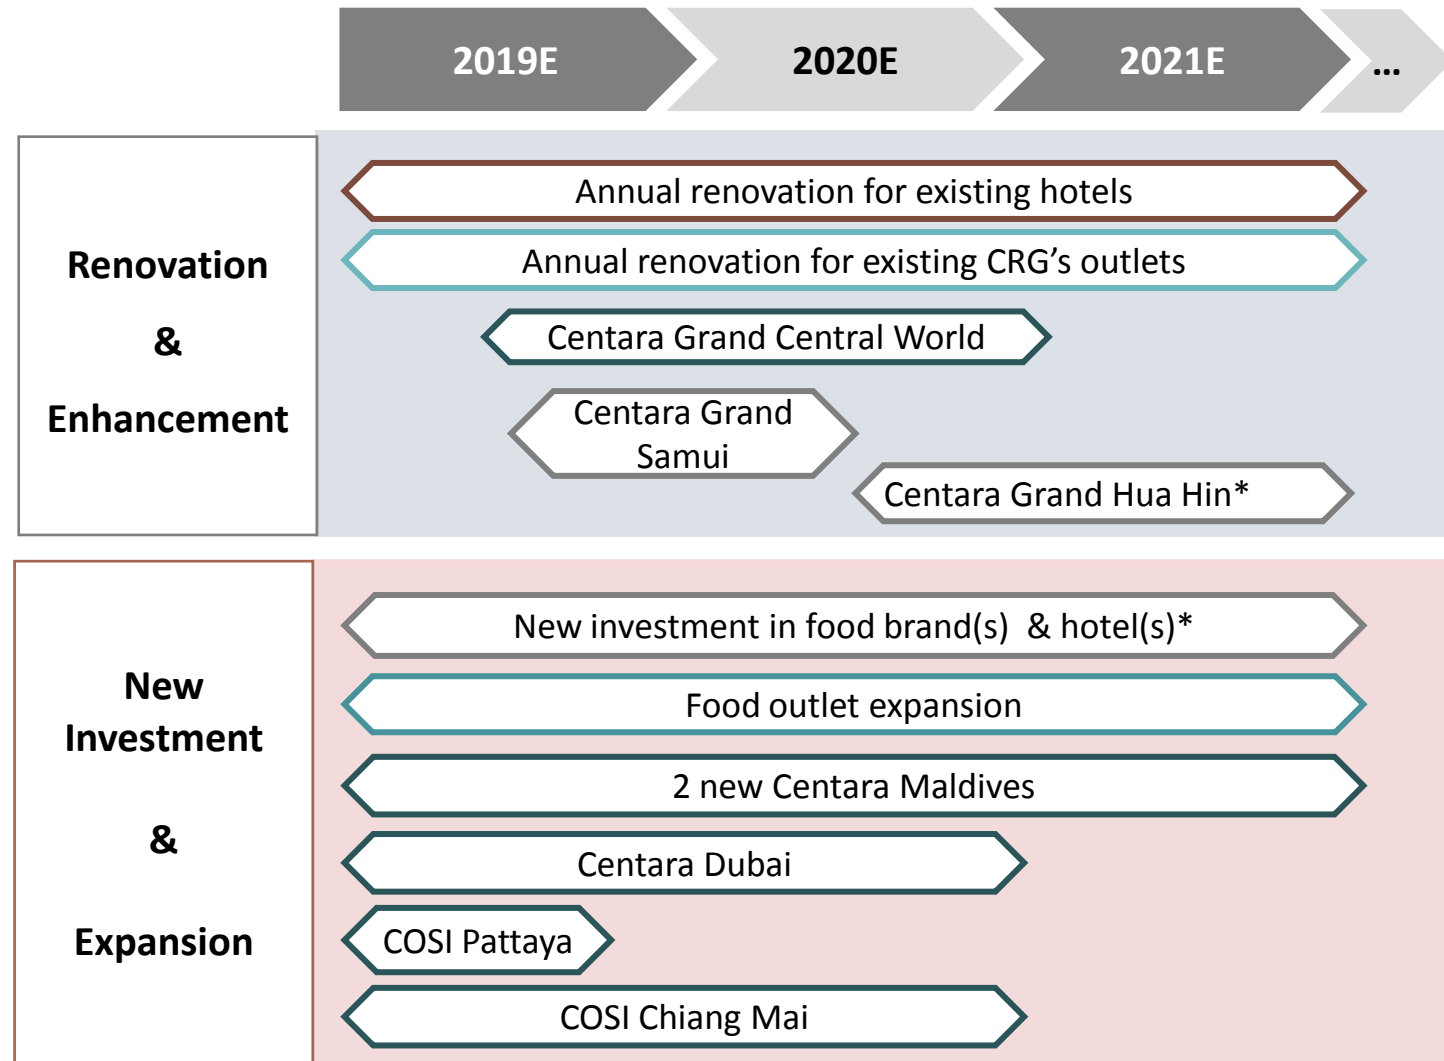 2019E
2020E
2021E
...
Renovation
&
Enhancement
Annual renovation for existing hotels
Annual renovation for existing CRG's outlets
Centara Grand Central World
Centara Grand
Samui
Centara Grand Hua Hin*
New
Investment
&
Expansion
New investment in food brand(s)  & hotel(s)*
Food outlet expansion
2 new Centara Maldives
Centara Dubai
COSI Pattaya
COSI Chiang Mai